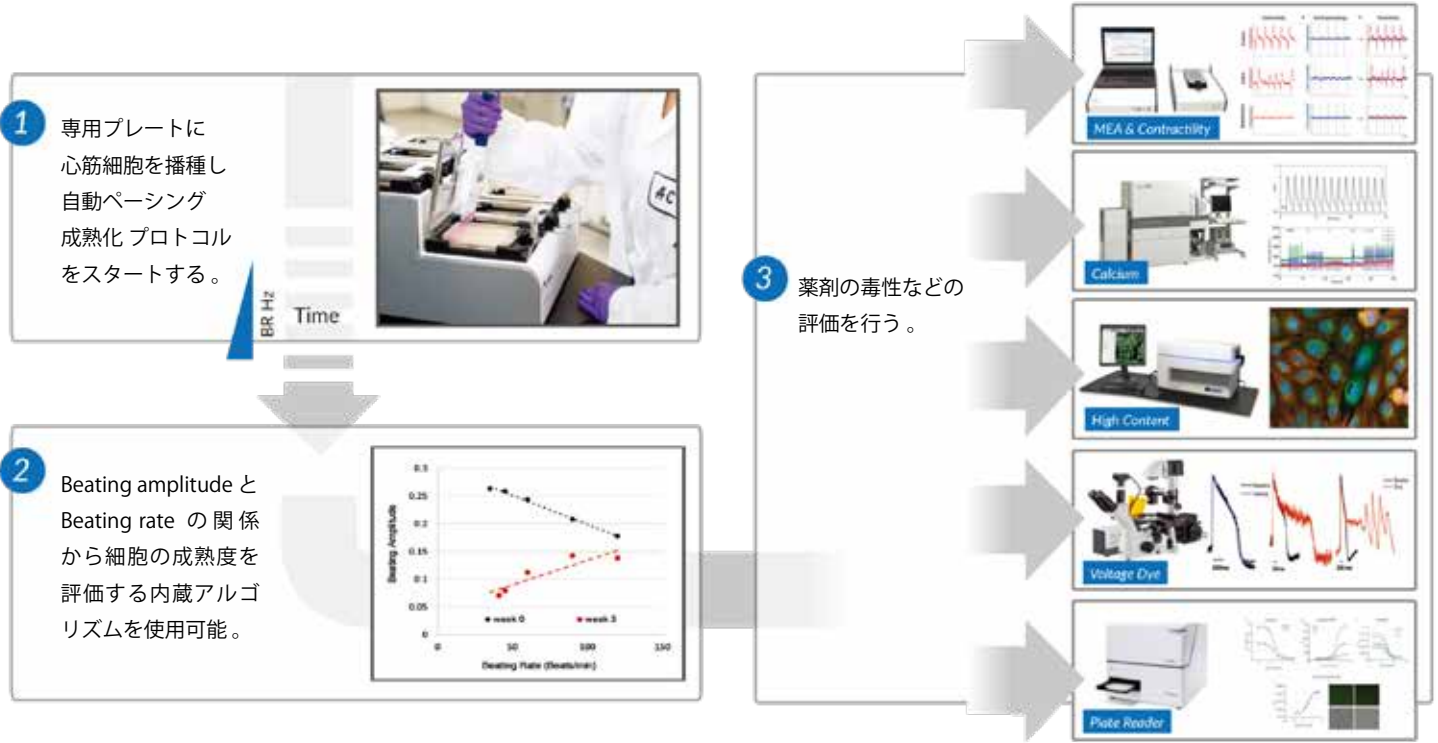 1
専用プレートに
心筋細胞を播種し
自動ペーシング
成熟化 プロトコル
をスタートする 。
BR Hz
Time
AC
2
Beating amplitude と
Beating rate の 関 係
から細胞の成熟度を
評価する内蔵アルゴ
リズムを使用可能 。
Beating Amplitude
0.3
0.25
0.2
0.15
0.1
0.05
0
week 0
week 3
0
50
100
150
Beating Rate (Beats/min)
3
薬剤の毒性などの
評価を行う 。
MEA & Contractility
Calcium
High Content
Voltage Dye
Plate Reader